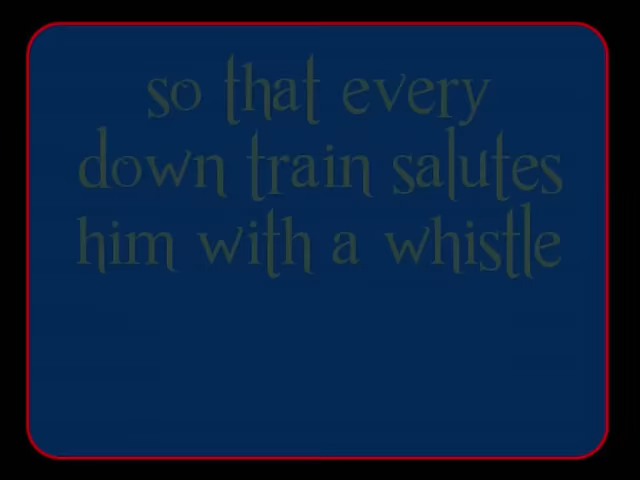 so that every
down train salutes
him with a whistle